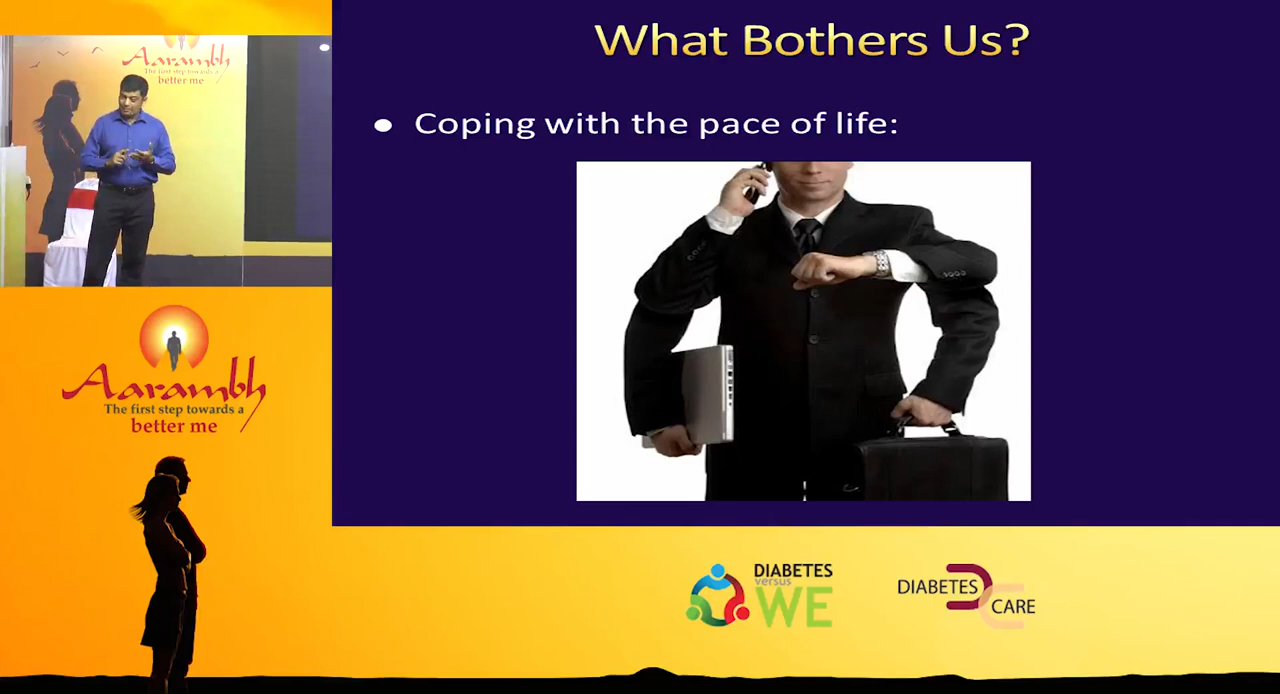 What Bothers Us?
• Coping with the pace of life:
Aarambh
The first step towards a
better me
Aarambh
The first step towards a
better me
DIABETES
versus
WE
DIABETES
CARE